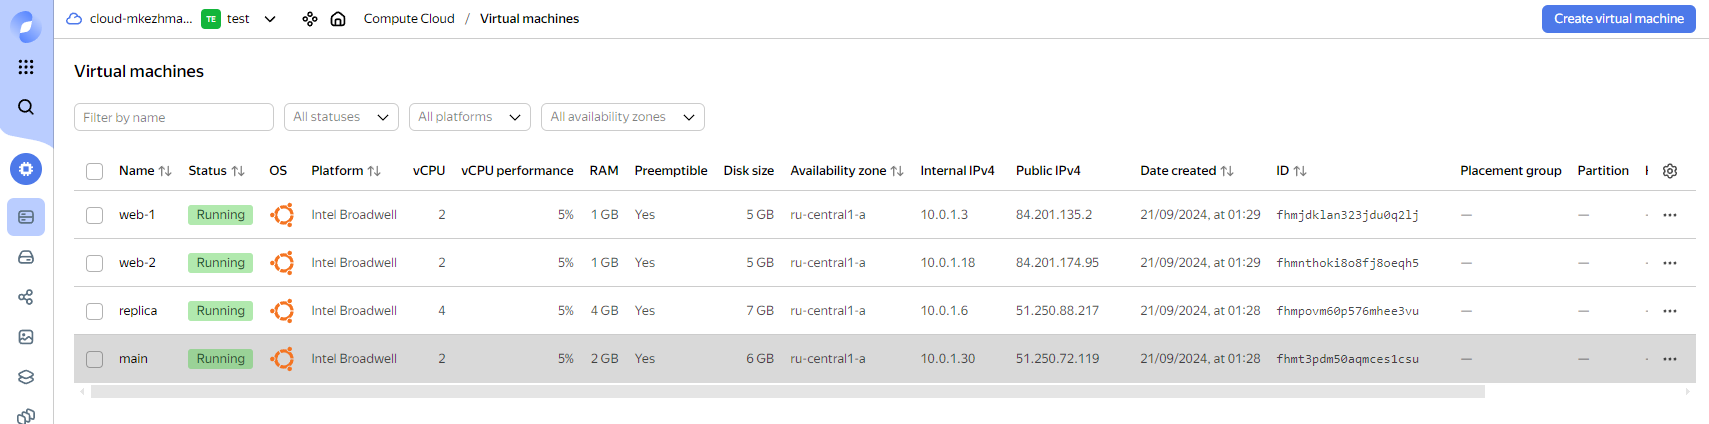 cloud-mkezhma... TE test Compute Cloud / Virtual machines Create virtual machine
Virtual machines
Filter by name All statuses All platforms All availability zones
Name Status OS Platform vCPU vCPU performance RAM Preemptible Disk size Availability zone Internal IPv4 Public IPv4 Date created ID Placement group Partition
web-1 Running Intel Broadwell 2 5% 1 GB Yes 5 GB ru-central1-a 10.0.1.3 84.201.135.2 21/09/2024, at 01:29 fhmjdklan323jdu0q2lj — —
web-2 Running Intel Broadwell 2 5% 1 GB Yes 5 GB ru-central1-a 10.0.1.18 84.201.174.95 21/09/2024, at 01:29 fhmnthoki8o8fj8oeqh5 — —
replica Running Intel Broadwell 4 5% 4 GB Yes 7 GB ru-central1-a 10.0.1.6 51.250.88.217 21/09/2024, at 01:28 fhmpovm60p576mhee3vu — —
main Running Intel Broadwell 2 5% 2 GB Yes 6 GB ru-central1-a 10.0.1.30 51.250.72.119 21/09/2024, at 01:28 fhmt3pdm50aqmces1csu — —